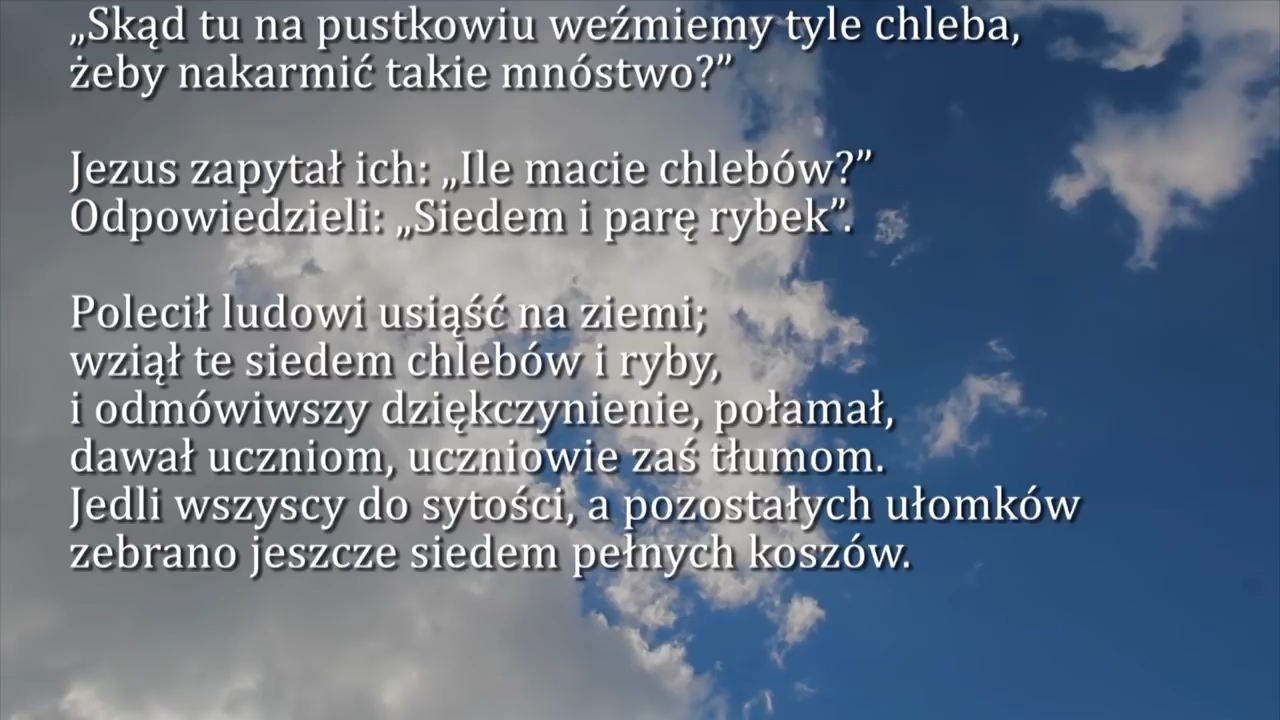 „Skąd tu na pustkowiu weźmiemy tyle chleba,
żeby nakarmić takie mnóstwo?”
Jezus zapytał ich: „Ile macie chlebów?”
Odpowiedzieli: „Siedem i parę rybek”.
Polecił ludowi usiąść na ziemi;
wziął te siedem chlebów i ryby,
i odmówiwszy dziękczynienie, połamał,
dawał uczniom, uczniowie zaś tłumom.
Jedli wszyscy do sytości, a pozostałych ułomków
zebrano jeszcze siedem pełnych koszów.